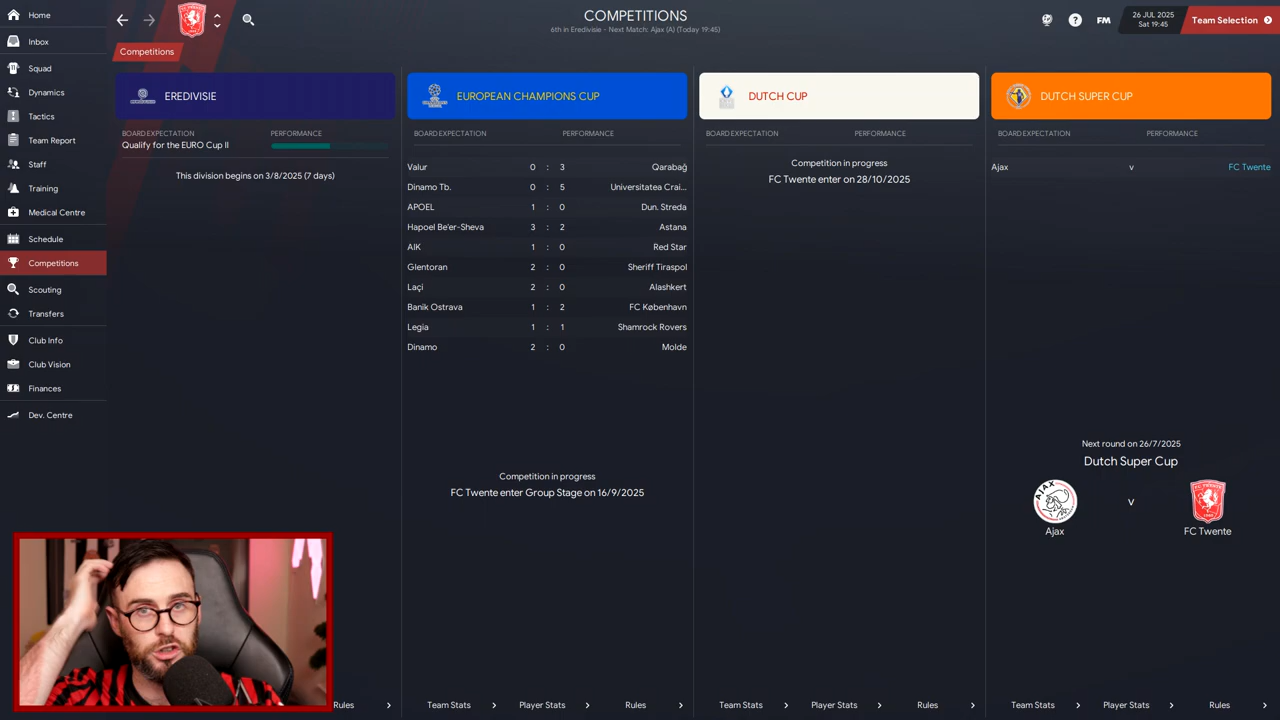 COMPETITIONS
6th in Eredivisie - Next Match: Ajax (A) (Today 19:45)
FM
26 JUL 2025
Sat 19:45
Team Selection
Home
Inbox
Squad
Dynamics
Tactics
Team Report
Staff
Training
Medical Centre
Schedule
Competitions
Scouting
Transfers
Club Info
Club Vision
Finances
Dev. Centre
Competitions
EREDIVISIE
BOARD EXPECTATION PERFORMANCE
Qualify for the EURO Cup II
This division begins on 3/8/2025 (7 days)
Rules
EUROPEAN CHAMPIONS CUP
BOARD EXPECTATION PERFORMANCE
Valur 0 : 3 Qarabağ
Dinamo Tb. 0 : 5 Universitatea Crai...
APOEL 1 : 0 Dun. Streda
Hapoel Be'er-Sheva 3 : 2 Astana
AIK 1 : 0 Red Star
Glentoran 2 : 0 Sheriff Tiraspol
Laçi 2 : 0 Alashkert
Banik Ostrava 1 : 2 FC København
Legia 1 : 1 Shamrock Rovers
Dinamo 2 : 0 Molde
Competition in progress
FC Twente enter Group Stage on 16/9/2025
Team Stats Player Stats Rules
DUTCH CUP
BOARD EXPECTATION PERFORMANCE
Competition in progress
FC Twente enter on 28/10/2025
Team Stats Player Stats Rules
DUTCH SUPER CUP
BOARD EXPECTATION PERFORMANCE
Ajax v FC Twente
Next round on 26/7/2025
Dutch Super Cup
AJAX
v
Ajax FC Twente
Team Stats Player Stats Rules